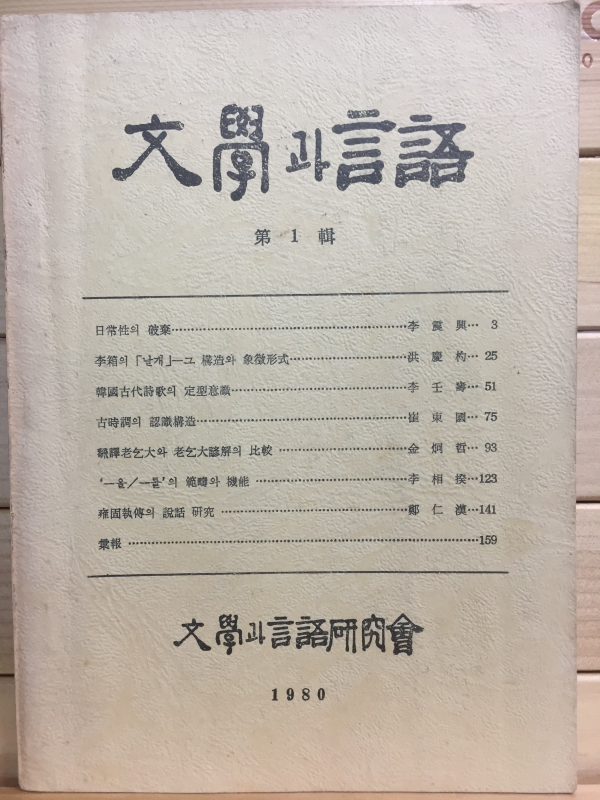 文學과言語
第 1 輯
日常性의 破棄……李震興…3
李箱의 「날개」—그 構造와 象徵形式……洪慶杓…25
韓國古代詩歌의 定型意識……李壬壽…51
古時調의 認識構造……崔東國…75
飜譯老乞大와 老乞大諺解의 比較……金炯哲…93
'—을/—를'의 範疇와 機能……李相揆…123
雍固執傳의 說話 硏究……鄭仁漢…141
彙報……159
文學과言語硏究會
1980